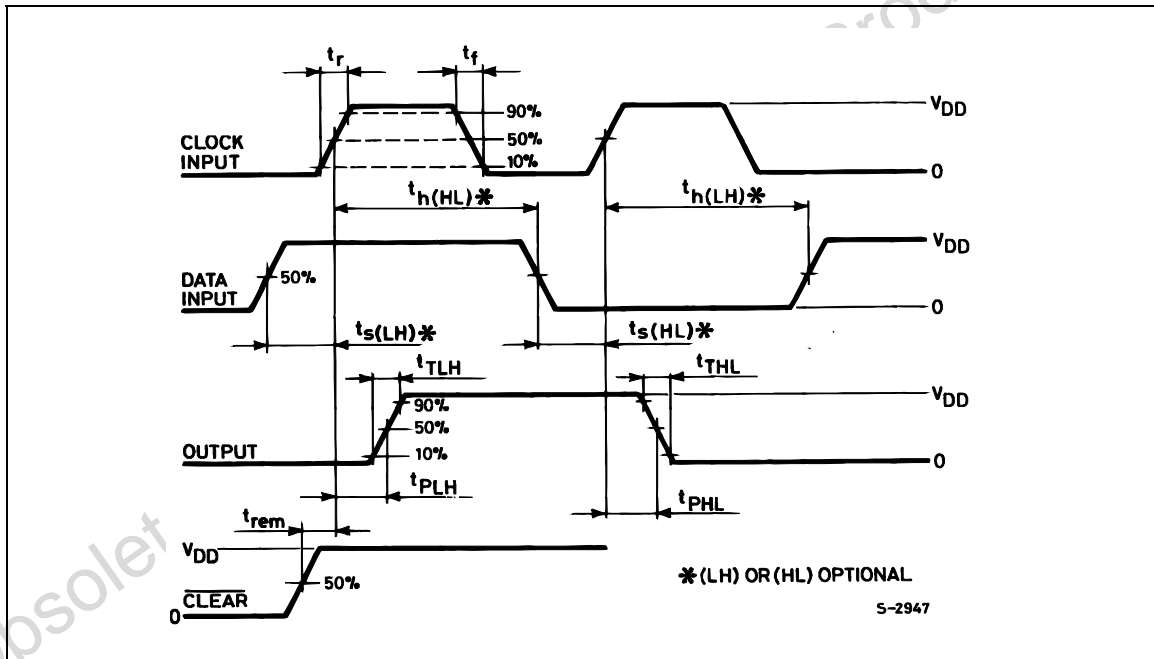 tr
tf
VDD
90%
CLOCK
INPUT
50%
10%
0
th(HL)*
th(LH)*
VDD
DATA
INPUT
50%
0
ts(LH)*
ts(HL)*
tTLH
tTHL
VDD
90%
50%
OUTPUT
10%
0
tPLH
tPHL
trem
VDD
50%
CLEAR
0
*(LH) OR (HL) OPTIONAL
S-2947